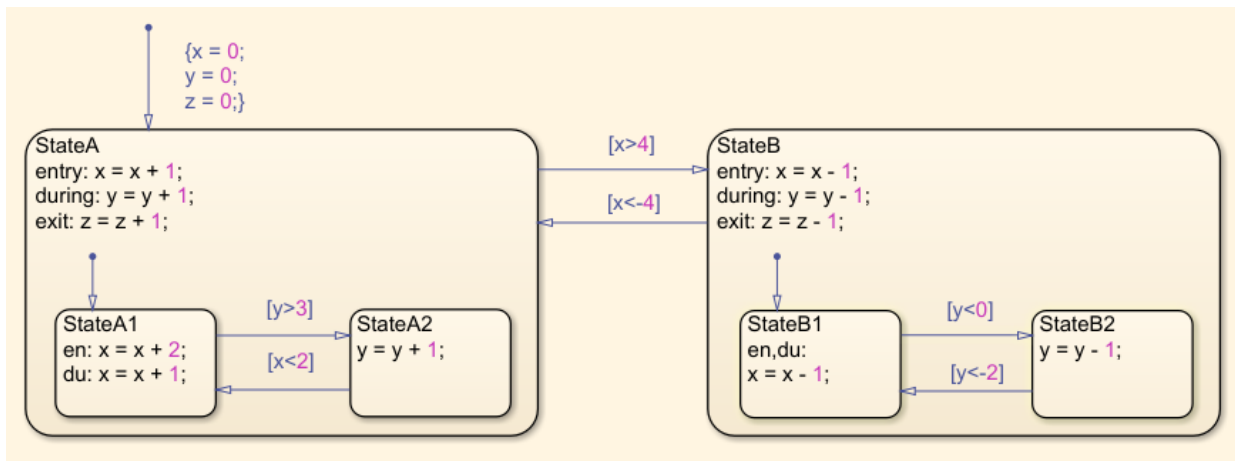 {x = 0;
y = 0;
z = 0;}
StateA
entry: x = x + 1;
during: y = y + 1;
exit: z = z + 1;
[x>4]
[x<-4]
StateB
entry: x = x - 1;
during: y = y - 1;
exit: z = z - 1;
StateA1
en: x = x + 2;
du: x = x + 1;
[y>3]
[x<2]
StateA2
y = y + 1;
StateB1
en,du:
x = x - 1;
[y<0]
[y<-2]
StateB2
y = y - 1;